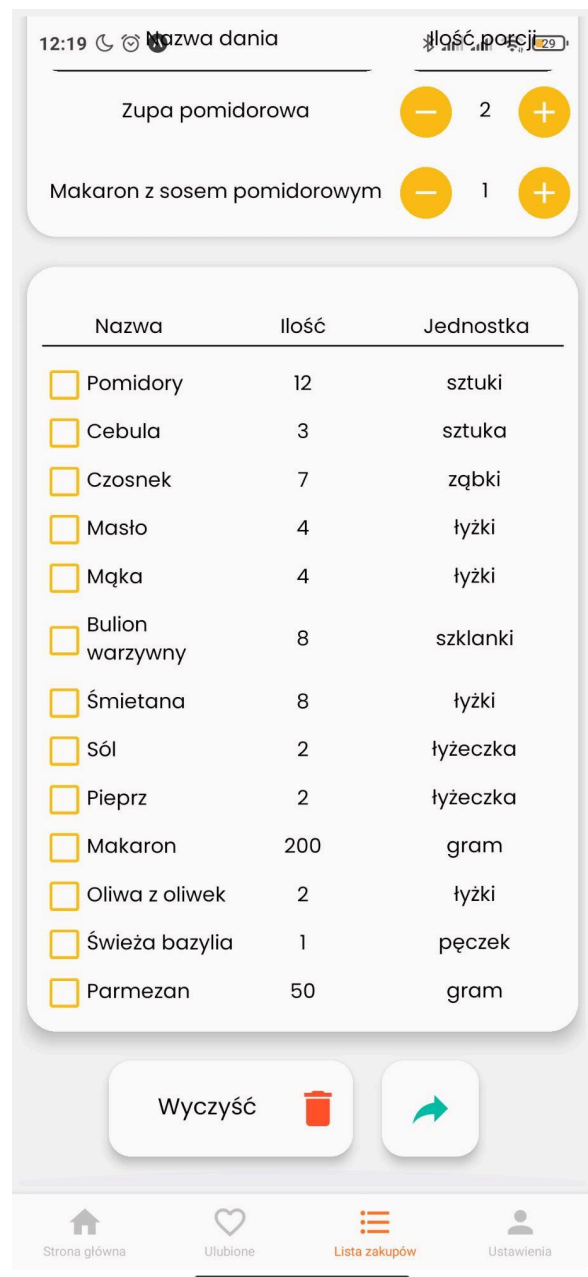 12:19 Nazwa dania Ilość porcji 29
Zupa pomidorowa 2
Makaron z sosem pomidorowym 1
Nazwa Ilość Jednostka
Pomidory 12 sztuki
Cebula 3 sztuka
Czosnek 7 ząbki
Masło 4 łyżki
Mąka 4 łyżki
Bulion
warzywny 8 szklanki
Śmietana 8 łyżki
Sól 2 łyżeczka
Pieprz 2 łyżeczka
Makaron 200 gram
Oliwa z oliwek 2 łyżki
Świeża bazylia 1 pęczek
Parmezan 50 gram
Wyczyść
Strona główna Ulubione Lista zakupów Ustawienia